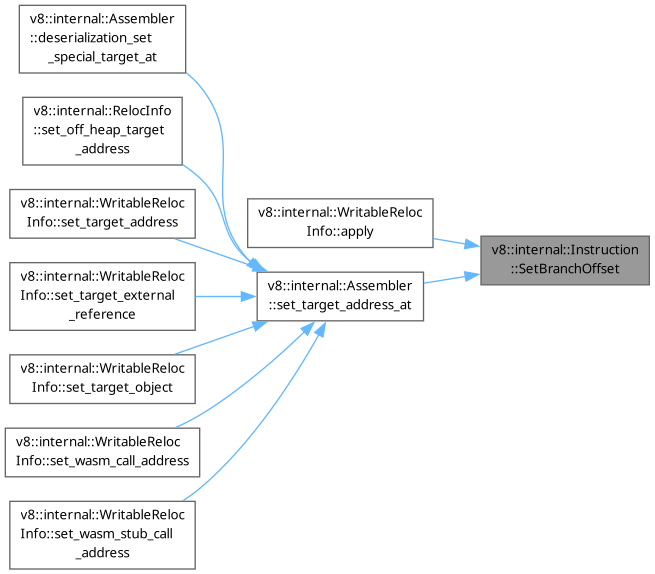 v8::internal::Assembler
::deserialization_set
_special_target_at
v8::internal::RelocInfo
::set_off_heap_target
_address
v8::internal::WritableReloc
Info::set_target_address
v8::internal::WritableReloc
Info::set_target_external
_reference
v8::internal::WritableReloc
Info::set_target_object
v8::internal::WritableReloc
Info::set_wasm_call_address
v8::internal::WritableReloc
Info::set_wasm_stub_call
_address
v8::internal::WritableReloc
Info::apply
v8::internal::Assembler
::set_target_address_at
v8::internal::Instruction
::SetBranchOffset